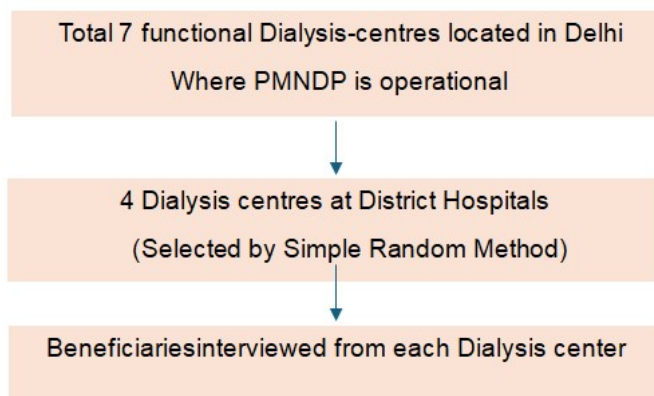 Total 7 functional Dialysis-centres located in Delhi
Where PMNDP is operational
4 Dialysis centres at District Hospitals
(Selected by Simple Random Method)
Beneficiariesinterviewed from each Dialysis center